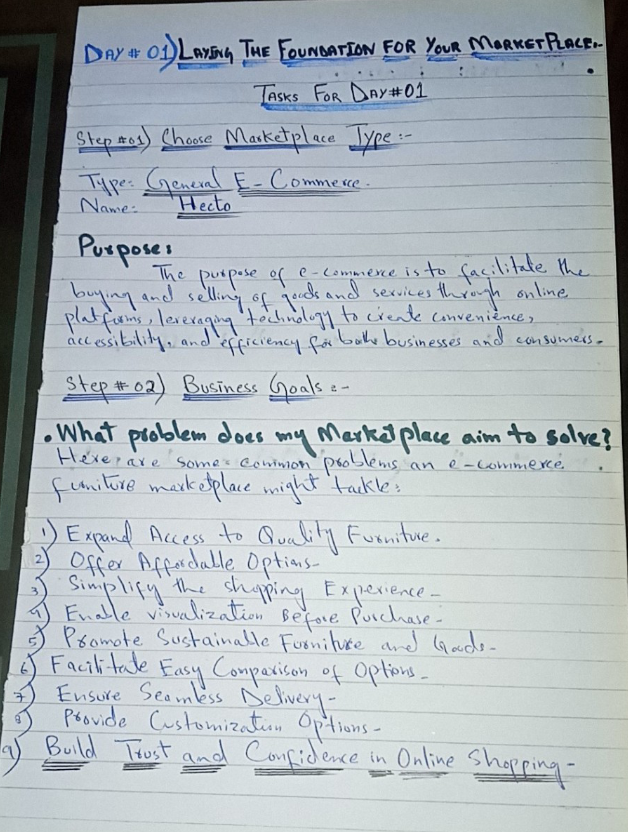 DAY # 01) LAYING THE FOUNDATION FOR YOUR MARKETPLACE:-
TASKS FOR DAY#01
Step #01) Choose Marketplace Type :-
Type: General E-Commerce.
Name: Hecto
Purpose:
The purpose of e-commerce is to facilitate the
buying and selling of goods and services through online
platforms, leveraging technology to create convenience,
accessibility, and efficiency for both businesses and consumers.
Step # 02) Business Goals :-
• What problem does my Marketplace aim to solve?
Here are some common problems an e-commerce
furniture marketplace might tackle:
1) Expand Access to Quality Furniture.
2) Offer Affordable Options-
3) Simplify the shopping Experience-
4) Enable visualization Before Purchase-
5) Promote Sustainable Furniture and Goods-
6) Facilitate Easy Comparison of Options-
7) Ensure Seamless Delivery-
8) Provide Customization Options-
9) Build Trust and Confidence in Online Shopping-